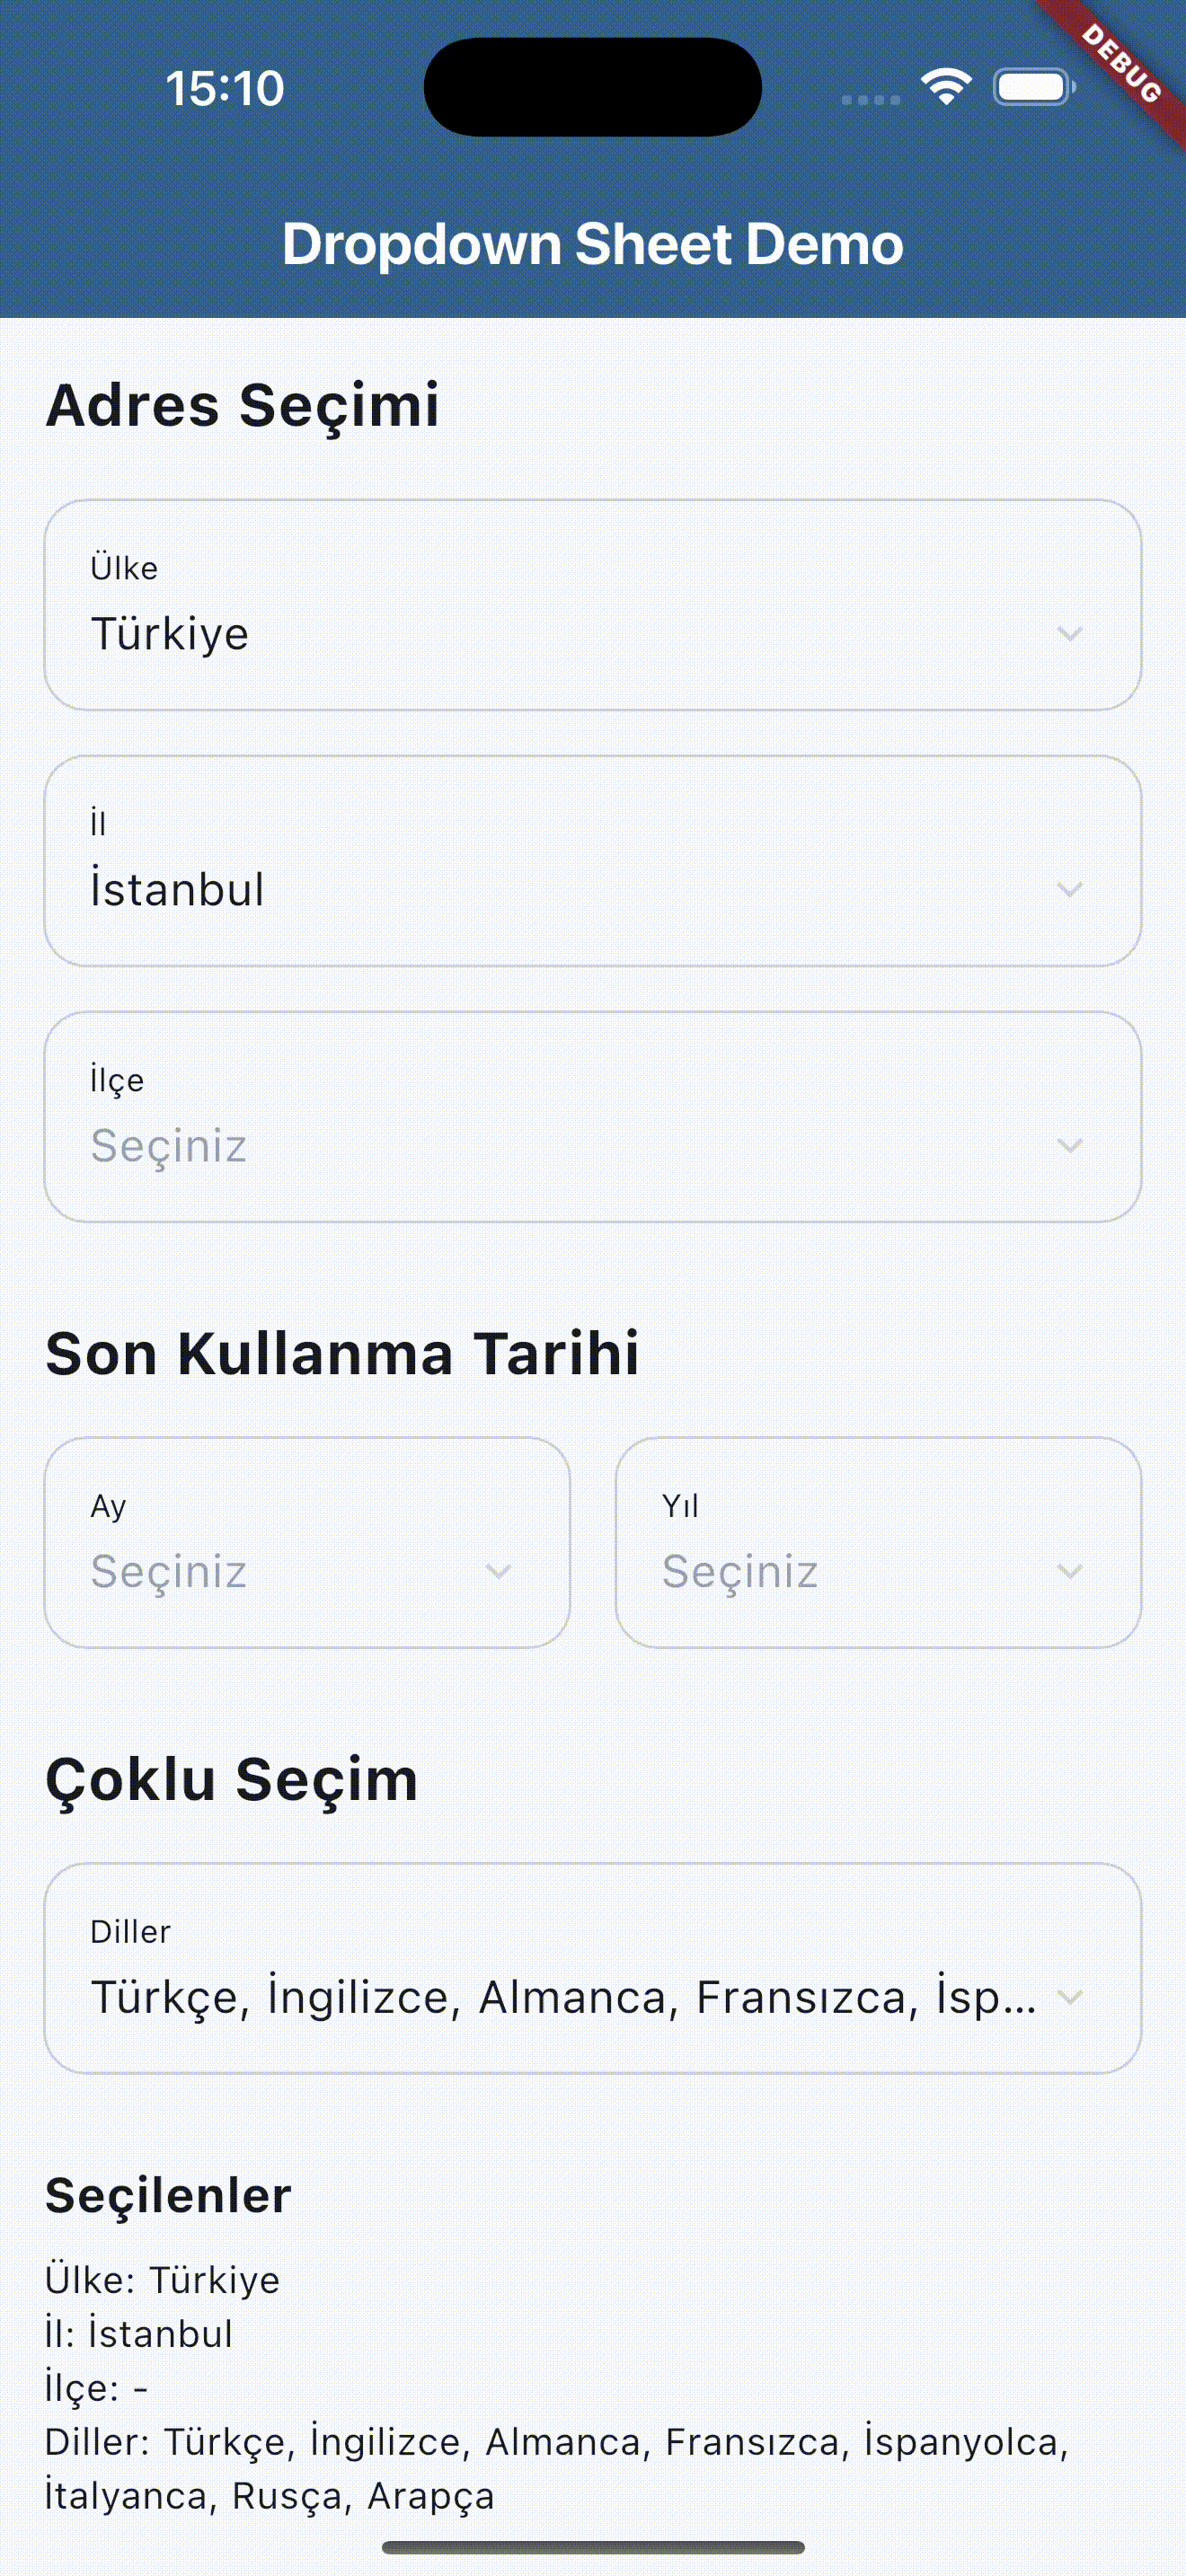 15:10
DEBUG
Dropdown Sheet Demo
Adres Seçimi
Ülke
Türkiye
İl
İstanbul
İlçe
Seçiniz
Son Kullanma Tarihi
Ay
Yıl
Seçiniz
Seçiniz
Çoklu Seçim
Diller
Türkçe, İngilizce, Almanca, Fransızca, İsp...
Seçilenler
Ülke: Türkiye
İl: İstanbul
İlçe: -
Diller: Türkçe, İngilizce, Almanca, Fransızca, İspanyolca,
İtalyanca, Rusça, Arapça